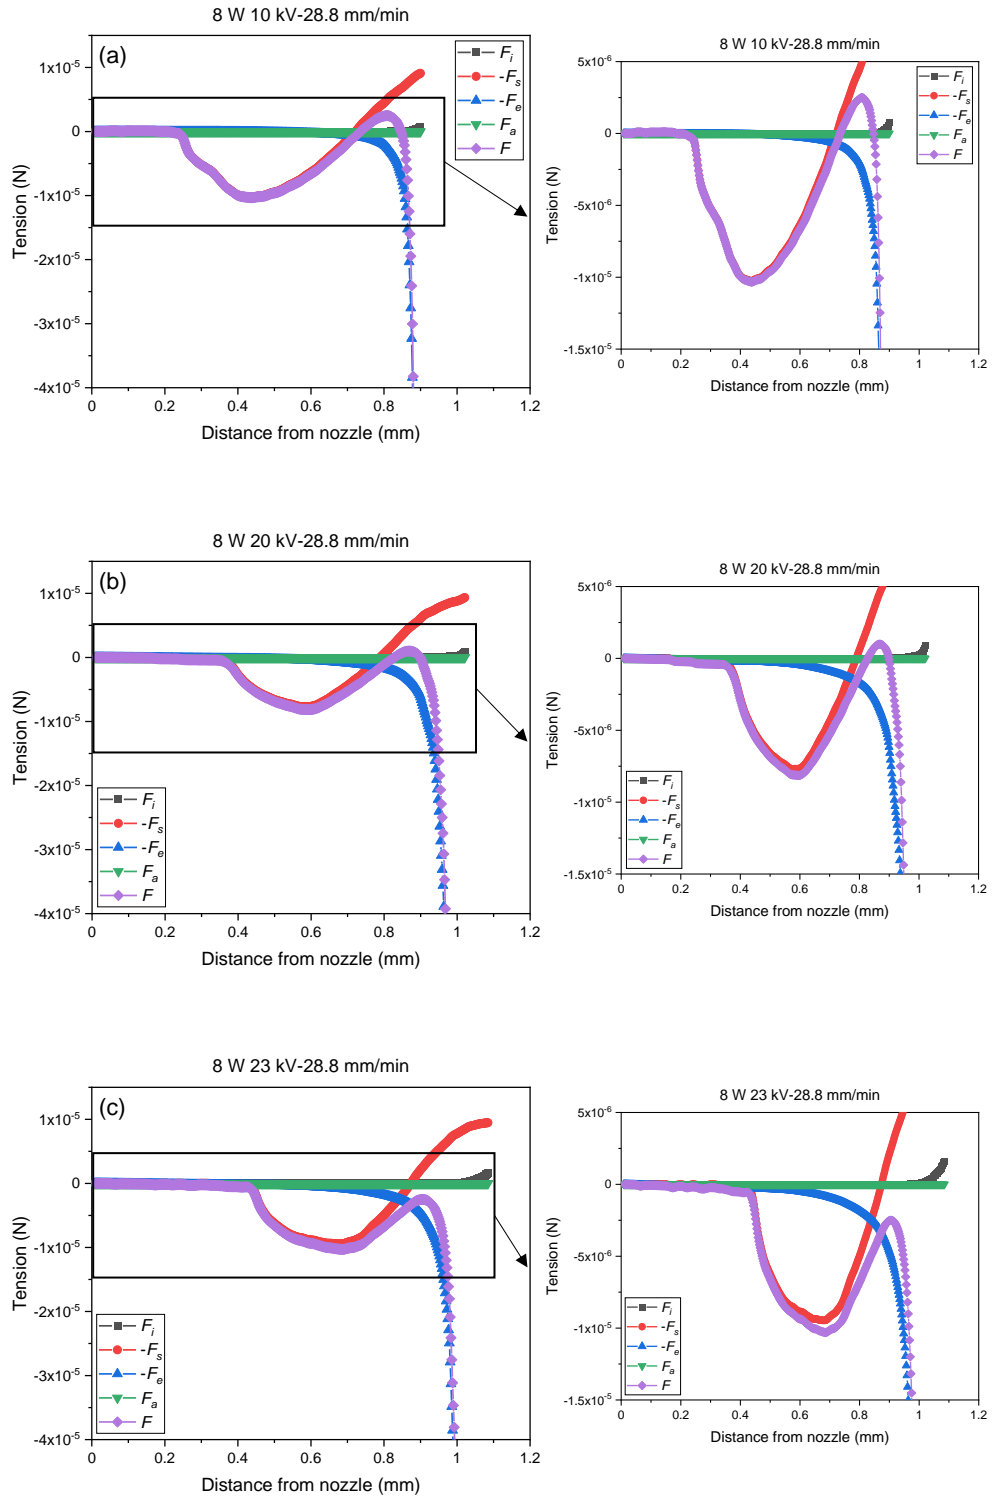 8 W 10 kV-28.8 mm/min
(a)
1x10⁻⁵
0
-1x10⁻⁵
-2x10⁻⁵
-3x10⁻⁵
-4x10⁻⁵
Tension (N)
0 0.2 0.4 0.6 0.8 1 1.2
Distance from nozzle (mm)
Fᵢ
-Fₛ
-Fₑ
Fₐ
F
8 W 10 kV-28.8 mm/min
5x10⁻⁶
0
-5x10⁻⁶
-1x10⁻⁵
-1.5x10⁻⁵
Tension (N)
0 0.2 0.4 0.6 0.8 1 1.2
Distance from nozzle (mm)
Fᵢ
-Fₛ
-Fₑ
Fₐ
F
8 W 20 kV-28.8 mm/min
(b)
1x10⁻⁵
0
-1x10⁻⁵
-2x10⁻⁵
-3x10⁻⁵
-4x10⁻⁵
Tension (N)
0 0.2 0.4 0.6 0.8 1 1.2
Distance from nozzle (mm)
Fᵢ
-Fₛ
-Fₑ
Fₐ
F
8 W 20 kV-28.8 mm/min
5x10⁻⁶
0
-5x10⁻⁶
-1x10⁻⁵
-1.5x10⁻⁵
Tension (N)
0 0.2 0.4 0.6 0.8 1 1.2
Distance from nozzle (mm)
Fᵢ
-Fₛ
-Fₑ
Fₐ
F
8 W 23 kV-28.8 mm/min
(c)
1x10⁻⁵
0
-1x10⁻⁵
-2x10⁻⁵
-3x10⁻⁵
-4x10⁻⁵
Tension (N)
0 0.2 0.4 0.6 0.8 1 1.2
Distance from nozzle (mm)
Fᵢ
-Fₛ
-Fₑ
Fₐ
F
8 W 23 kV-28.8 mm/min
5x10⁻⁶
0
-5x10⁻⁶
-1x10⁻⁵
-1.5x10⁻⁵
Tension (N)
0 0.2 0.4 0.6 0.8 1 1.2
Distance from nozzle (mm)
Fᵢ
-Fₛ
-Fₑ
Fₐ
F